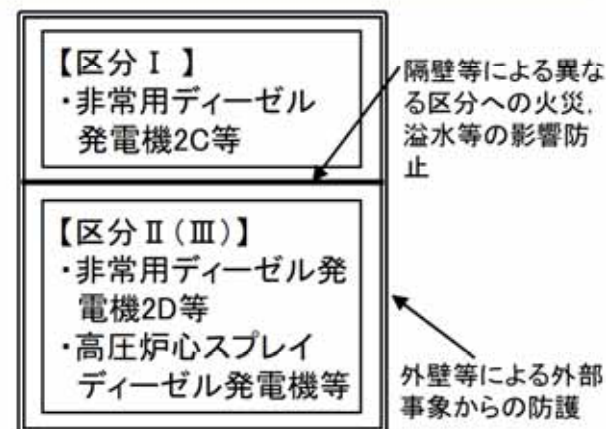 【区分Ⅰ】
・非常用ディーゼル
発電機2C等
隔壁等による異な
る区分への火災,
溢水等の影響防
止
【区分Ⅱ(Ⅲ)】
・非常用ディーゼル発
電機2D等
・高圧炉心スプレイ
ディーゼル発電機等
外壁等による外部
事象からの防護